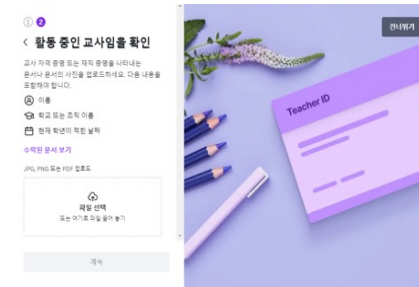 1 2
활동 중인 교사임을 확인
교사 자격 증명 또는 재직 증명을 나타내는
문서나 문서의 사진을 업로드하세요. 다음 내용을
포함해야 합니다.
이름
학교 또는 조직 이름
현재 학년이 적힌 날짜
수락된 문서 보기
JPG, PNG 또는 PDF 업로드
파일 선택
또는 여기로 파일 끌어 놓기
계속
건너뛰기
Teacher ID